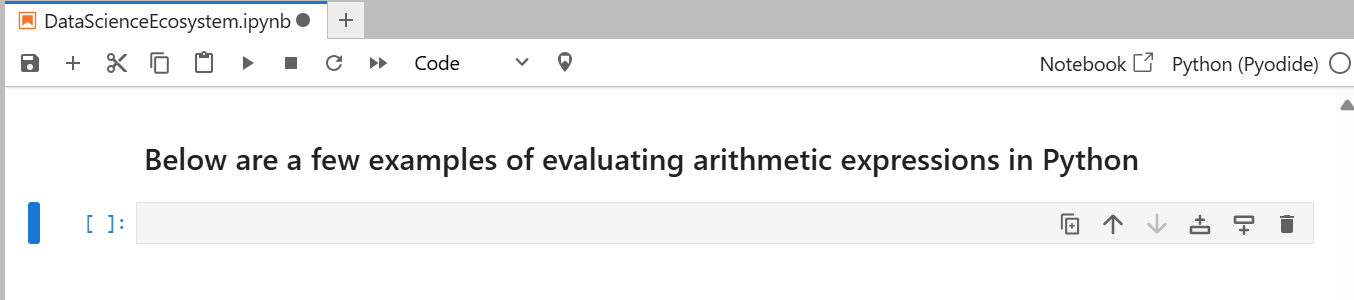 DataScienceEcosystem.ipynb
Code
Notebook
Python (Pyodide)
Below are a few examples of evaluating arithmetic expressions in Python
[ ]: